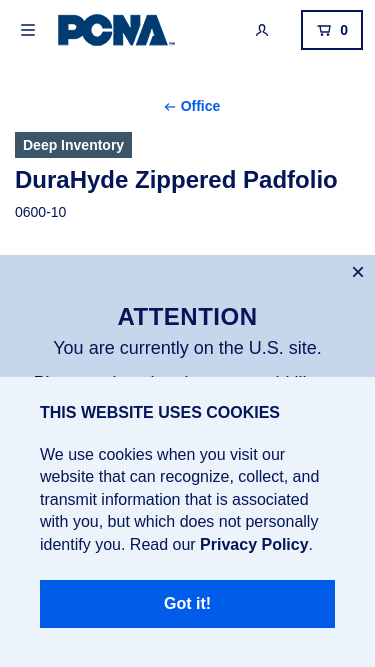 PCNA
0
← Office
Deep Inventory
DuraHyde Zippered Padfolio
0600-10
×
ATTENTION
You are currently on the U.S. site.
THIS WEBSITE USES COOKIES
We use cookies when you visit our
website that can recognize, collect, and
transmit information that is associated
with you, but which does not personally
identify you. Read our Privacy Policy.
Got it!